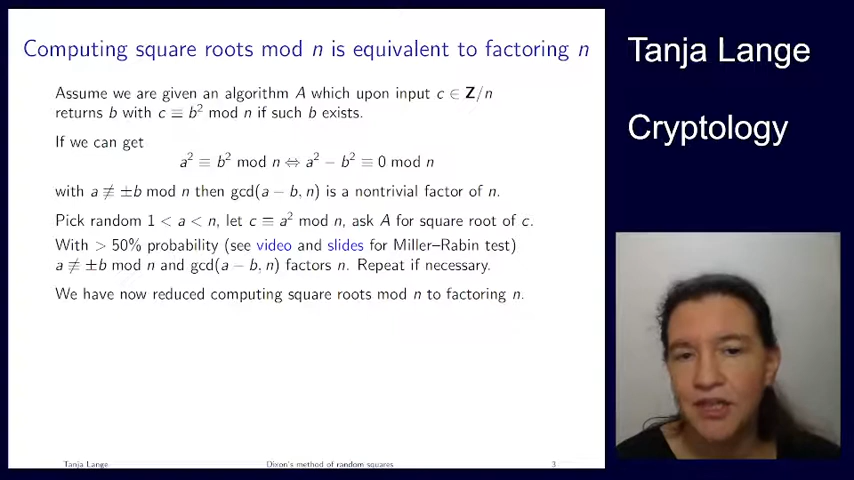 Computing square roots mod n is equivalent to factoring n
Assume we are given an algorithm A which upon input c ∈ Z/n
returns b with c ≡ b² mod n if such b exists.
If we can get
a² ≡ b² mod n ⇔ a² − b² ≡ 0 mod n
with a ≢ ±b mod n then gcd(a − b, n) is a nontrivial factor of n.
Pick random 1 < a < n, let c ≡ a² mod n, ask A for square root of c.
With > 50% probability (see video and slides for Miller–Rabin test)
a ≢ ±b mod n and gcd(a − b, n) factors n. Repeat if necessary.
We have now reduced computing square roots mod n to factoring n.
Tanja Lange
Dixon's method of random squares
3
Tanja Lange
Cryptology